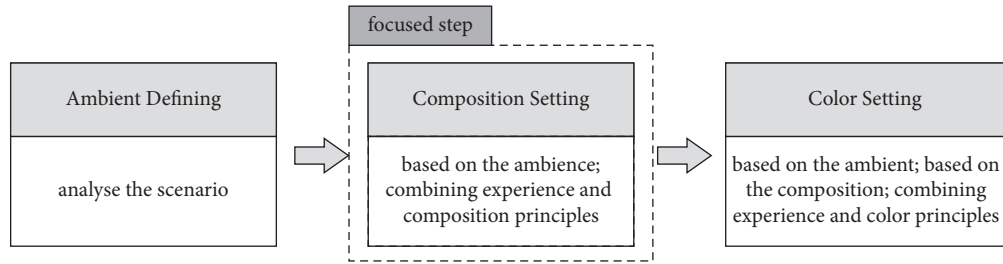 focused step
Ambient Defining
analyse the scenario
Composition Setting
based on the ambience;
combining experience and
composition principles
Color Setting
based on the ambient; based on
the composition; combining
experience and color principles